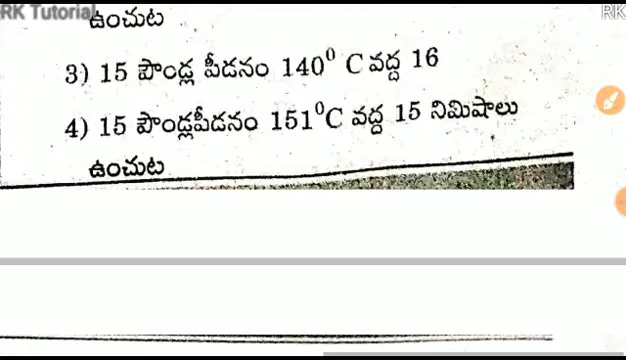 RK Tutorial
RK
ఉంచుట
3) 15 పౌండ్ల పీడనం 140⁰ C వద్ద 16
4) 15 పౌండ్లపీడనం 151⁰C వద్ద 15 నిమిషాలు
ఉంచుట